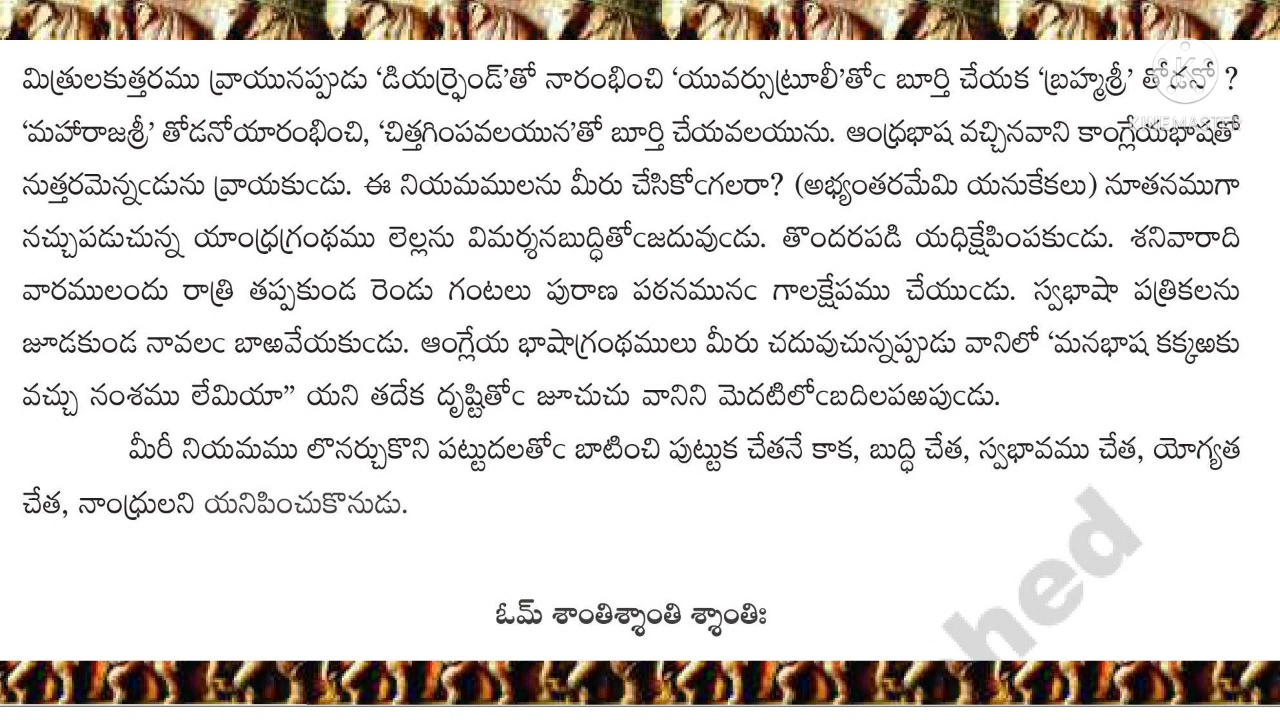 మిత్రులకుత్తరము వ్రాయునప్పుడు ‘డియర్ఫ్రెండ్’తో నారంభించి ‘యువర్సుట్రూలీ’తోఁ బూర్తి చేయక ‘బ్రహ్మశ్రీ’ తోడనో ?
‘మహారాజశ్రీ’ తోడనోయారంభించి, ‘చిత్తగింపవలయున’తో బూర్తి చేయవలయును. ఆంధ్రభాష వచ్చినవాని కాంగ్లేయభాషతో
నుత్తరమెన్నఁడును వ్రాయకుఁడు. ఈ నియమములను మీరు చేసికోఁగలరా? (అభ్యంతరమేమి యనుకేకలు) నూతనముగా
నచ్చుపడుచున్న యాంధ్రగ్రంథము లెల్లను విమర్శనబుద్ధితోఁజదువుఁడు. తొందరపడి యధిక్షేపింపకుఁడు. శనివారాది
వారములందు రాత్రి తప్పకుండ రెండు గంటలు పురాణ పఠనమునఁ గాలక్షేపము చేయుఁడు. స్వభాషా పత్రికలను
జూడకుండ నావలఁ బాఱవేయకుఁడు. ఆంగ్లేయ భాషాగ్రంథములు మీరు చదువుచున్నప్పుడు వానిలో ‘మనభాష కక్కఱకు
వచ్చు నంశము లేమియా” యని తదేక దృష్టితోఁ జూచుచు వానిని మెదటిలోఁబదిలపఱపుఁడు.
మీరీ నియమము లొనర్చుకొని పట్టుదలతోఁ బాటించి పుట్టుక చేతనే కాక, బుద్ధి చేత, స్వభావము చేత, యోగ్యత
చేత, నాంధ్రులని యనిపించుకొనుడు.
ఓమ్ శాంతిశ్శాంతి శ్శాంతిః
KINEMASTER
hed